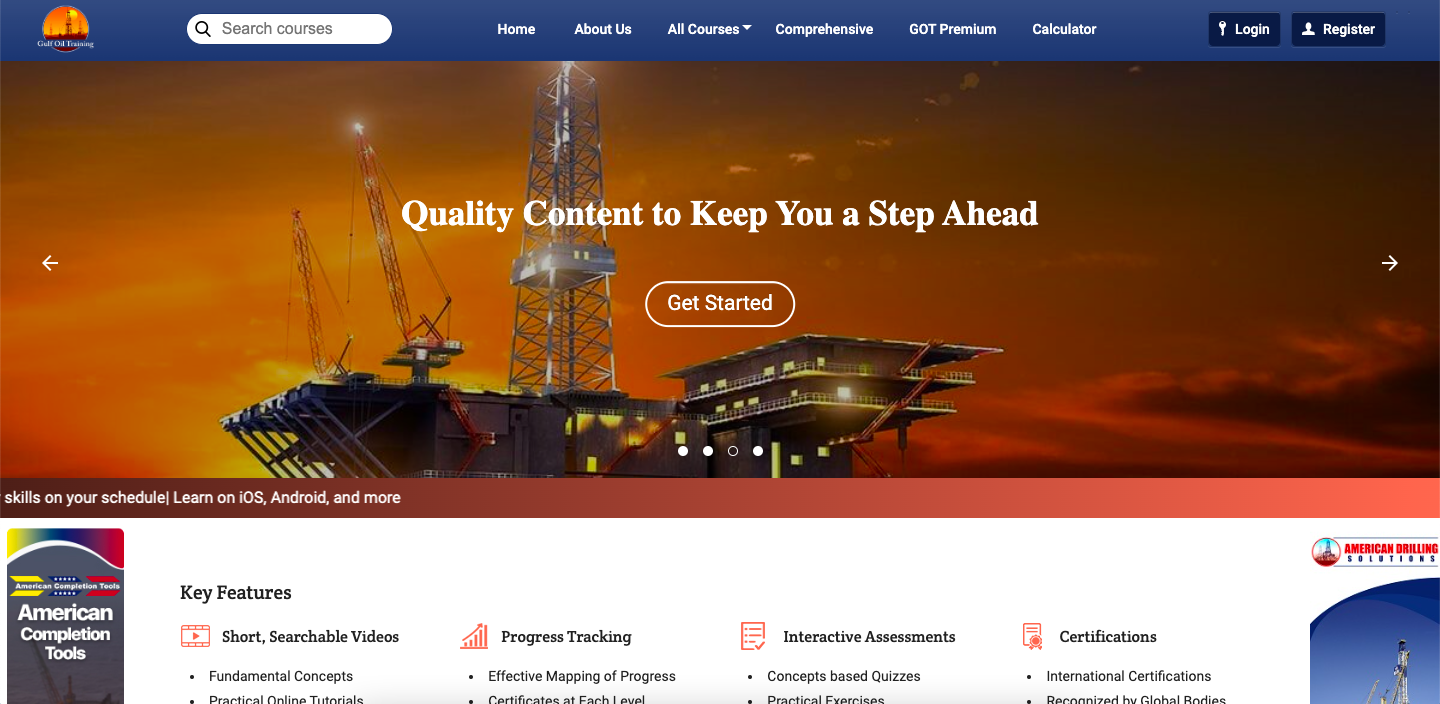 Gulf Oil Training
Search courses
Home
About Us
All Courses
Comprehensive
GOT Premium
Calculator
Login
Register
Quality Content to Keep You a Step Ahead
Get Started
skills on your schedule| Learn on iOS, Android, and more
American Completion Tools
American
Completion
Tools
AMERICAN DRILLING
SOLUTIONS
Key Features
Short, Searchable Videos
Fundamental Concepts
Practical Online Tutorials
Progress Tracking
Effective Mapping of Progress
Certificates at Each Level
Interactive Assessments
Concepts based Quizzes
Practical Exercises
Certifications
International Certifications
Recognized by Global Bodies